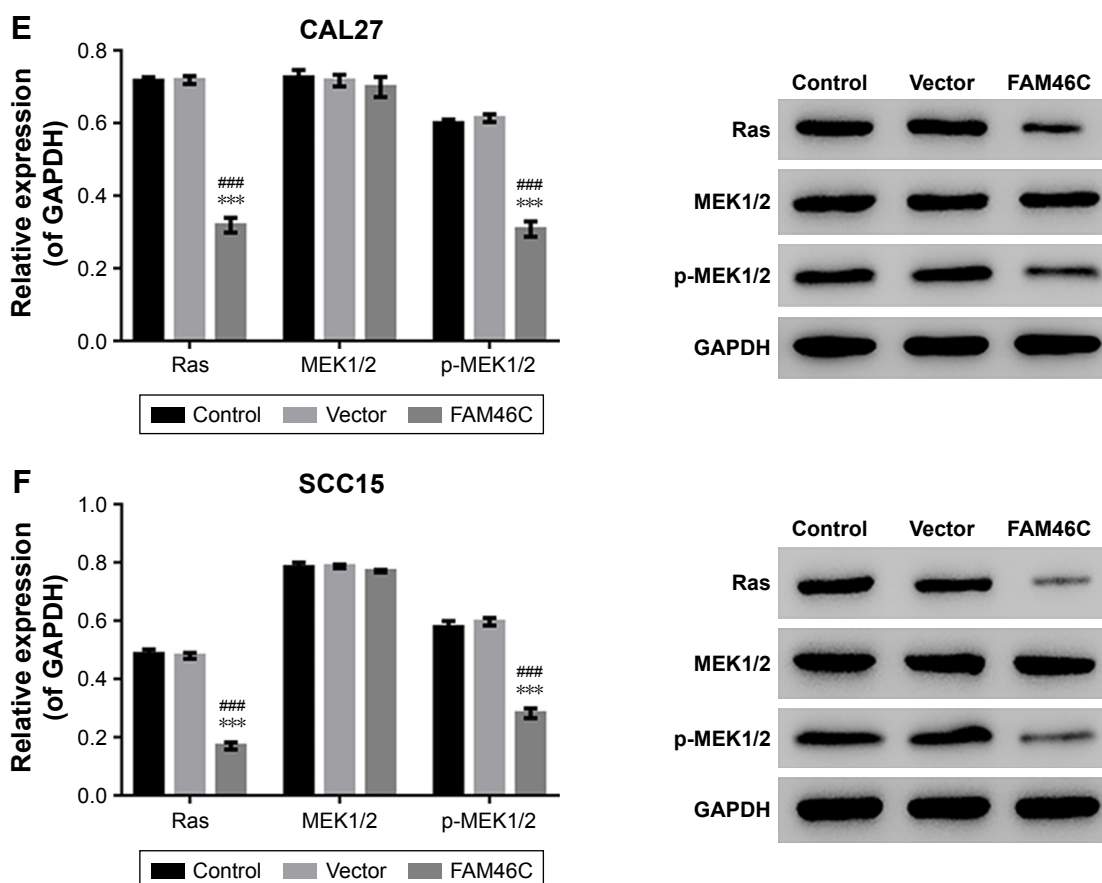 E
CAL27
Relative expression
(of GAPDH)
0.8
0.6
0.4
0.2
0.0
###
***
###
***
Ras MEK1/2 p-MEK1/2
Control Vector FAM46C
Control Vector FAM46C
Ras
MEK1/2
p-MEK1/2
GAPDH
F
SCC15
Relative expression
(of GAPDH)
1.0
0.8
0.6
0.4
0.2
0.0
###
***
###
***
Ras MEK1/2 p-MEK1/2
Control Vector FAM46C
Control Vector FAM46C
Ras
MEK1/2
p-MEK1/2
GAPDH